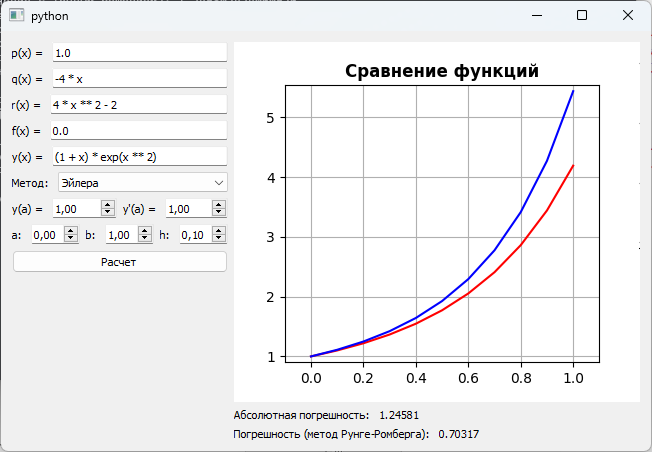 python
p(x) = 1.0
q(x) = -4 * x
r(x) = 4 * x ** 2 - 2
f(x) = 0.0
y(x) = (1 + x) * exp(x ** 2)
Метод: Эйлера
y(a) = 1,00 y'(a) = 1,00
a: 0,00 b: 1,00 h: 0,10
Расчет
Сравнение функций
5
4
3
2
1
0.0 0.2 0.4 0.6 0.8 1.0
Абсолютная погрешность: 1.24581
Погрешность (метод Рунге-Ромберга): 0.70317